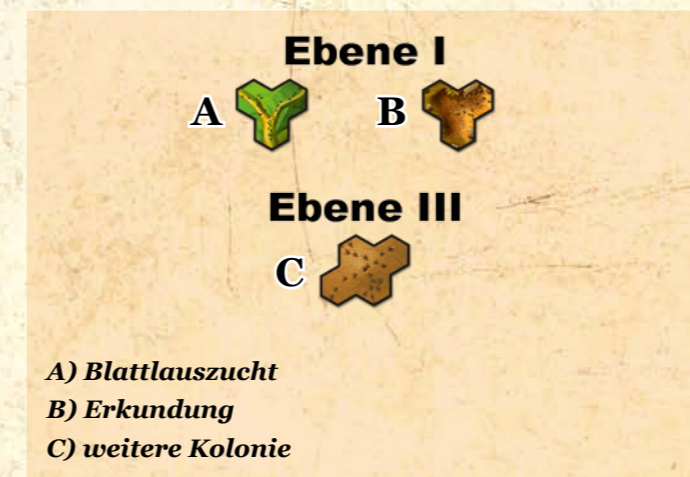 Ebene I
A B
Ebene III
C
A) Blattlauszucht
B) Erkundung
C) weitere Kolonie